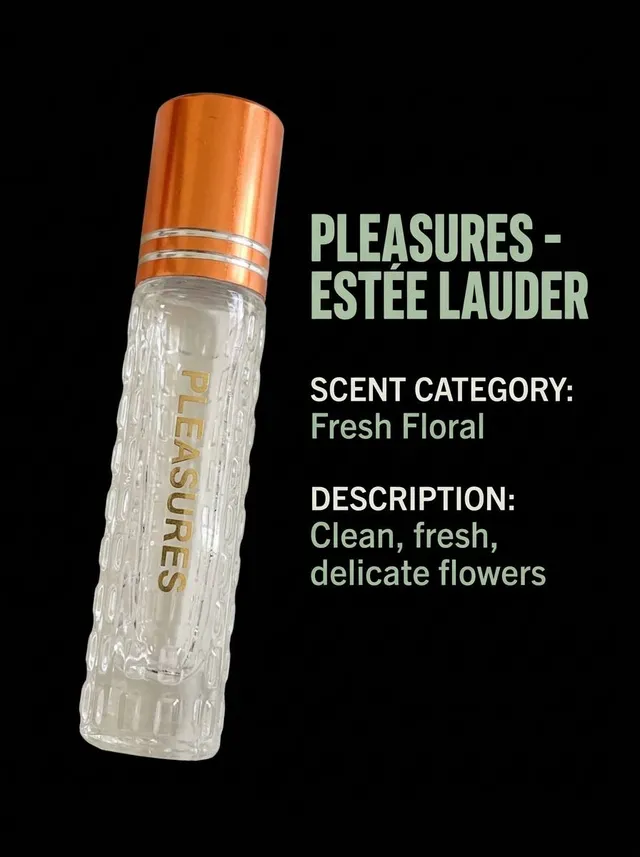 PLEASURES
PLEASURES -
ESTÉE LAUDER
SCENT CATEGORY:
Fresh Floral
DESCRIPTION:
Clean, fresh,
delicate flowers